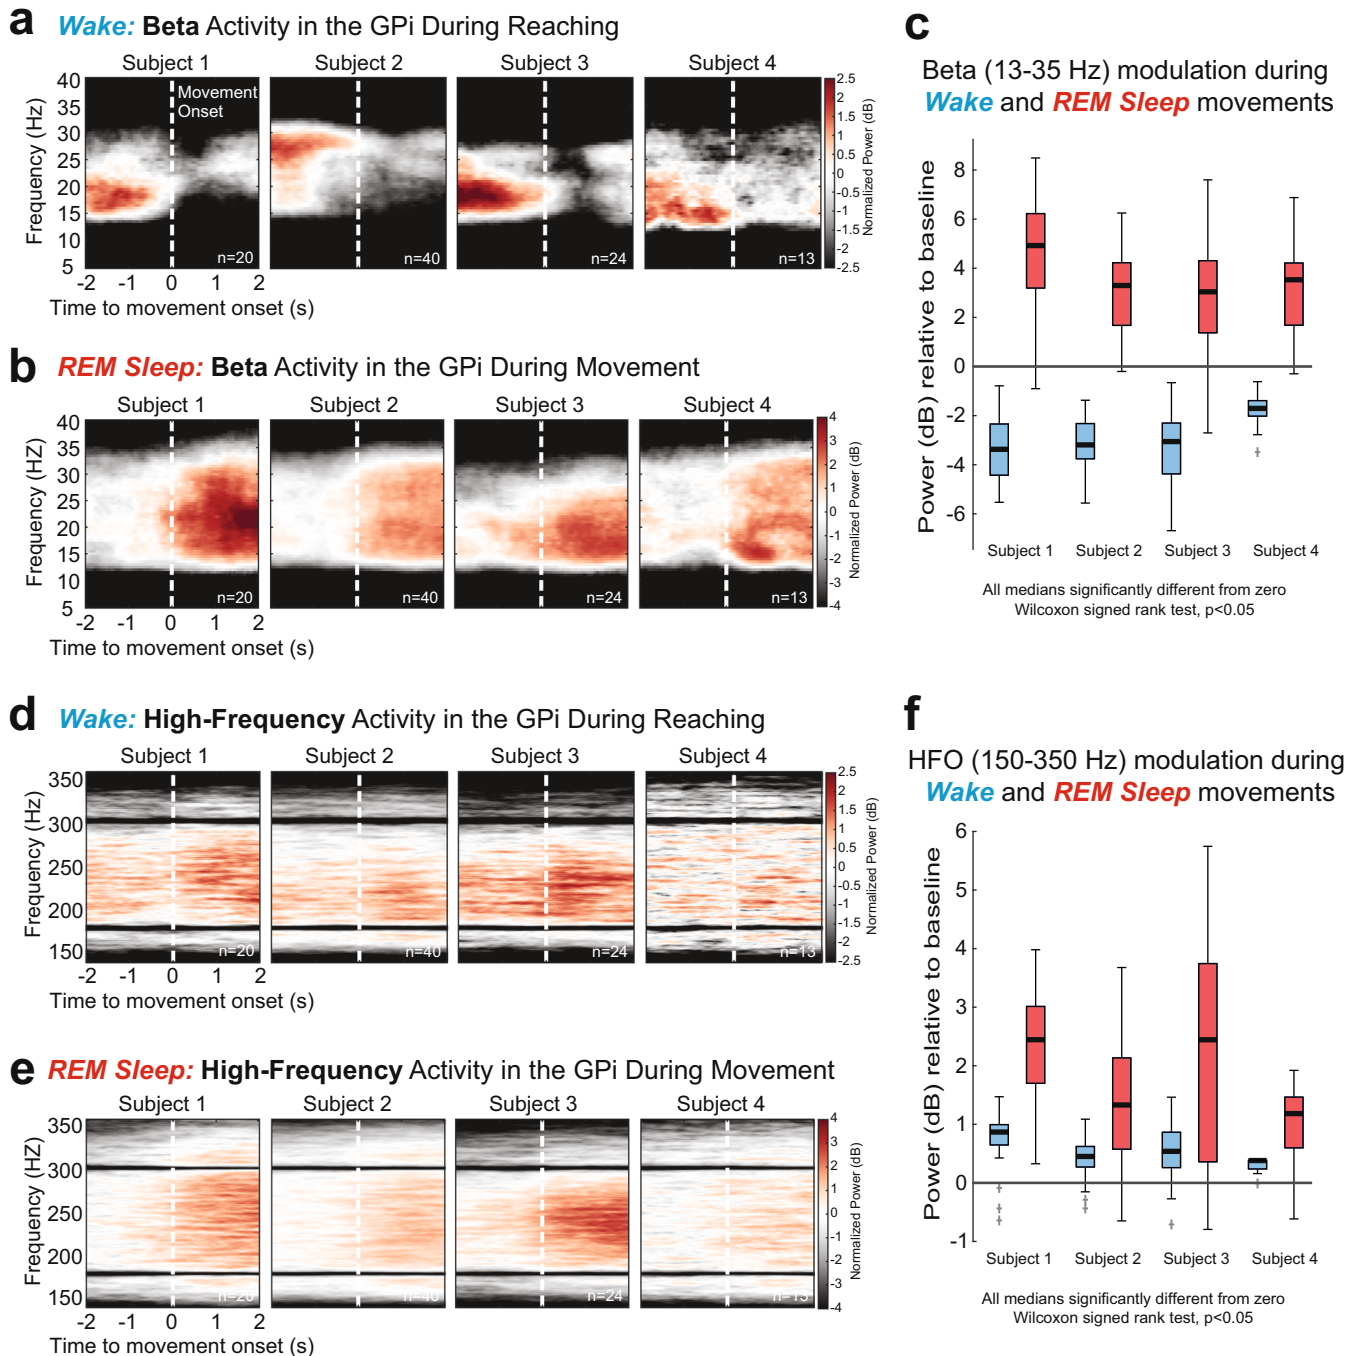 a Wake: Beta Activity in the GPi During Reaching
Subject 1 Subject 2 Subject 3 Subject 4
Frequency (Hz)
40
35
30
25
20
15
10
5
Movement
Onset
n=20 n=40 n=24 n=13
-2 -1 0 1 2
Time to movement onset (s)
2.5
2
1.5
1
0.5
0
-0.5
-1
-1.5
-2
-2.5
Normalized Power (dB)
b REM Sleep: Beta Activity in the GPi During Movement
Subject 1 Subject 2 Subject 3 Subject 4
Frequency (HZ)
40
35
30
25
20
15
10
5
n=20 n=40 n=24 n=13
-2 -1 0 1 2
Time to movement onset (s)
4
3
2
1
0
-1
-2
-3
-4
Normalized Power (dB)
c
Beta (13-35 Hz) modulation during
Wake and REM Sleep movements
Power (dB) relative to baseline
8
6
4
2
0
-2
-4
-6
Subject 1 Subject 2 Subject 3 Subject 4
All medians significantly different from zero
Wilcoxon signed rank test, p<0.05
d Wake: High-Frequency Activity in the GPi During Reaching
Subject 1 Subject 2 Subject 3 Subject 4
Frequency (Hz)
350
300
250
200
150
n=20 n=40 n=24 n=13
-2 -1 0 1 2
Time to movement onset (s)
2.5
2
1.5
1
0.5
0
-0.5
-1
-1.5
-2
-2.5
Normalized Power (dB)
e REM Sleep: High-Frequency Activity in the GPi During Movement
Subject 1 Subject 2 Subject 3 Subject 4
Frequency (HZ)
350
300
250
200
150
n=20 n=40 n=24 n=13
-2 -1 0 1 2
Time to movement onset (s)
4
3
2
1
0
-1
-2
-3
-4
Normalized Power (dB)
f
HFO (150-350 Hz) modulation during
Wake and REM Sleep movements
Power (dB) relative to baseline
6
5
4
3
2
1
0
-1
Subject 1 Subject 2 Subject 3 Subject 4
All medians significantly different from zero
Wilcoxon signed rank test, p<0.05